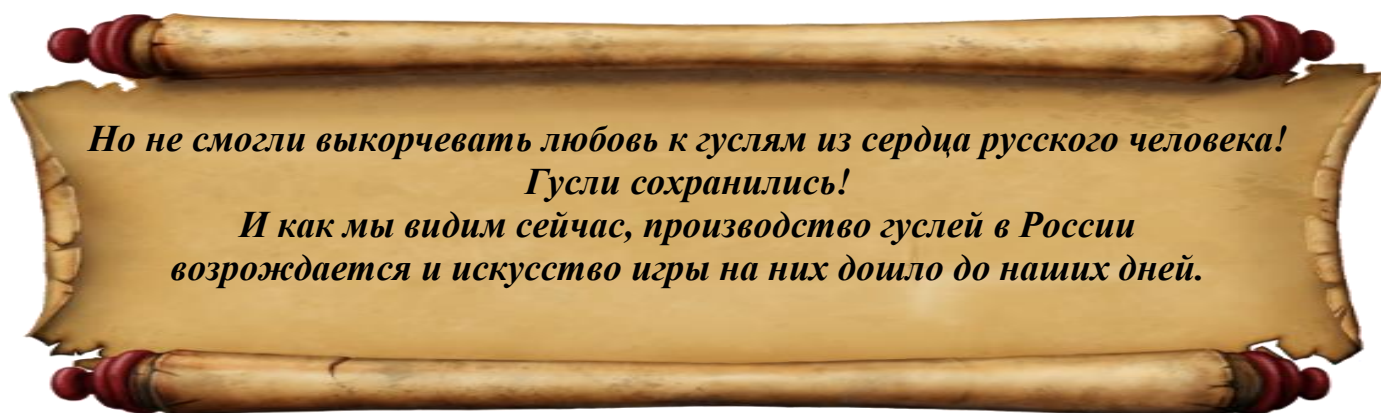 Но не смогли выкорчевать любовь к гуслям из сердца русского человека!
Гусли сохранились!
И как мы видим сейчас, производство гуслей в России
возрождается и искусство игры на них дошло до наших дней.